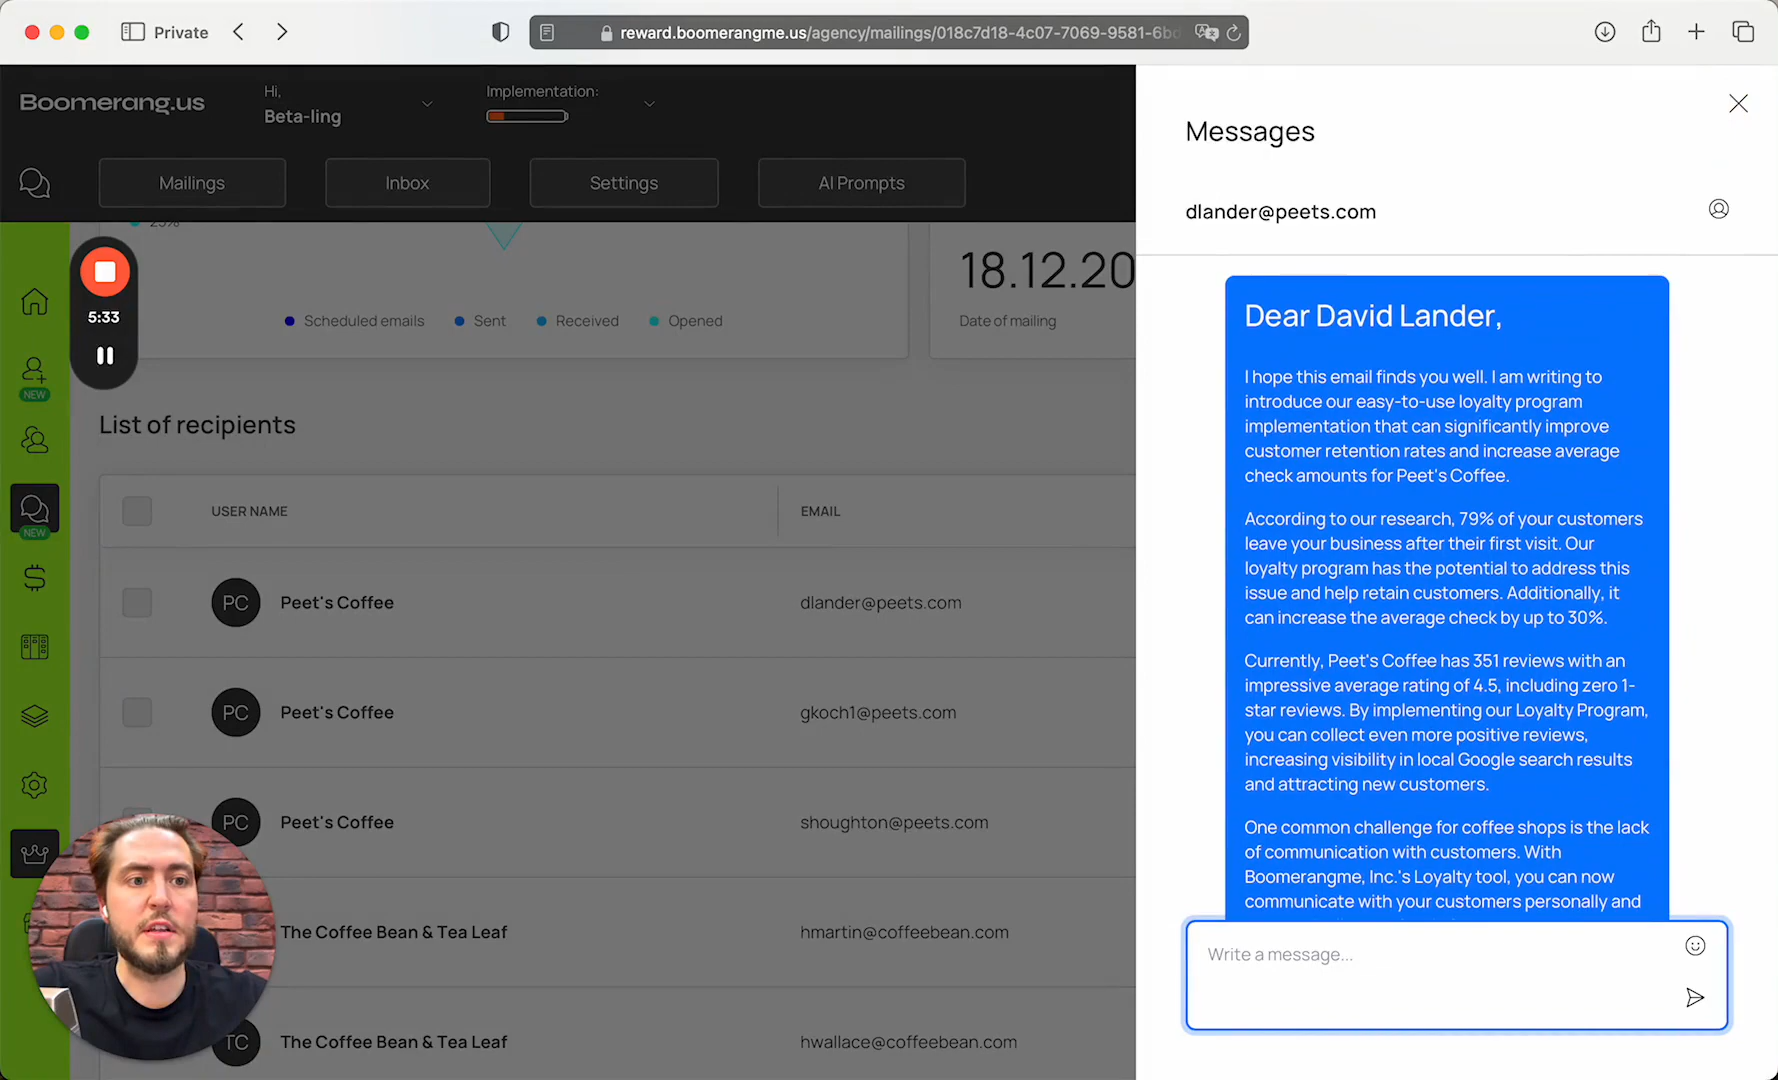 Private
reward.boomerangme.us/agency/mailings/018c7d18-4c07-7069-9581-6bd
Boomerang.us
Hi,
Beta-ling
Implementation:
Mailings
Inbox
Settings
AI Prompts
5:33
NEW
NEW
Scheduled emails
Sent
Received
Opened
18.12.20
Date of mailing
List of recipients
USER NAME
EMAIL
PC
Peet's Coffee
dlander@peets.com
PC
Peet's Coffee
gkoch1@peets.com
PC
Peet's Coffee
shoughton@peets.com
The Coffee Bean & Tea Leaf
hmartin@coffeebean.com
TC
The Coffee Bean & Tea Leaf
hwallace@coffeebean.com
Messages
dlander@peets.com
Dear David Lander,
I hope this email finds you well. I am writing to
introduce our easy-to-use loyalty program
implementation that can significantly improve
customer retention rates and increase average
check amounts for Peet's Coffee.
According to our research, 79% of your customers
leave your business after their first visit. Our
loyalty program has the potential to address this
issue and help retain customers. Additionally, it
can increase the average check by up to 30%.
Currently, Peet's Coffee has 351 reviews with an
impressive average rating of 4.5, including zero 1-
star reviews. By implementing our Loyalty Program,
you can collect even more positive reviews,
increasing visibility in local Google search results
and attracting new customers.
One common challenge for coffee shops is the lack
of communication with customers. With
Boomerangme, Inc.'s Loyalty tool, you can now
communicate with your customers personally and
Write a message...